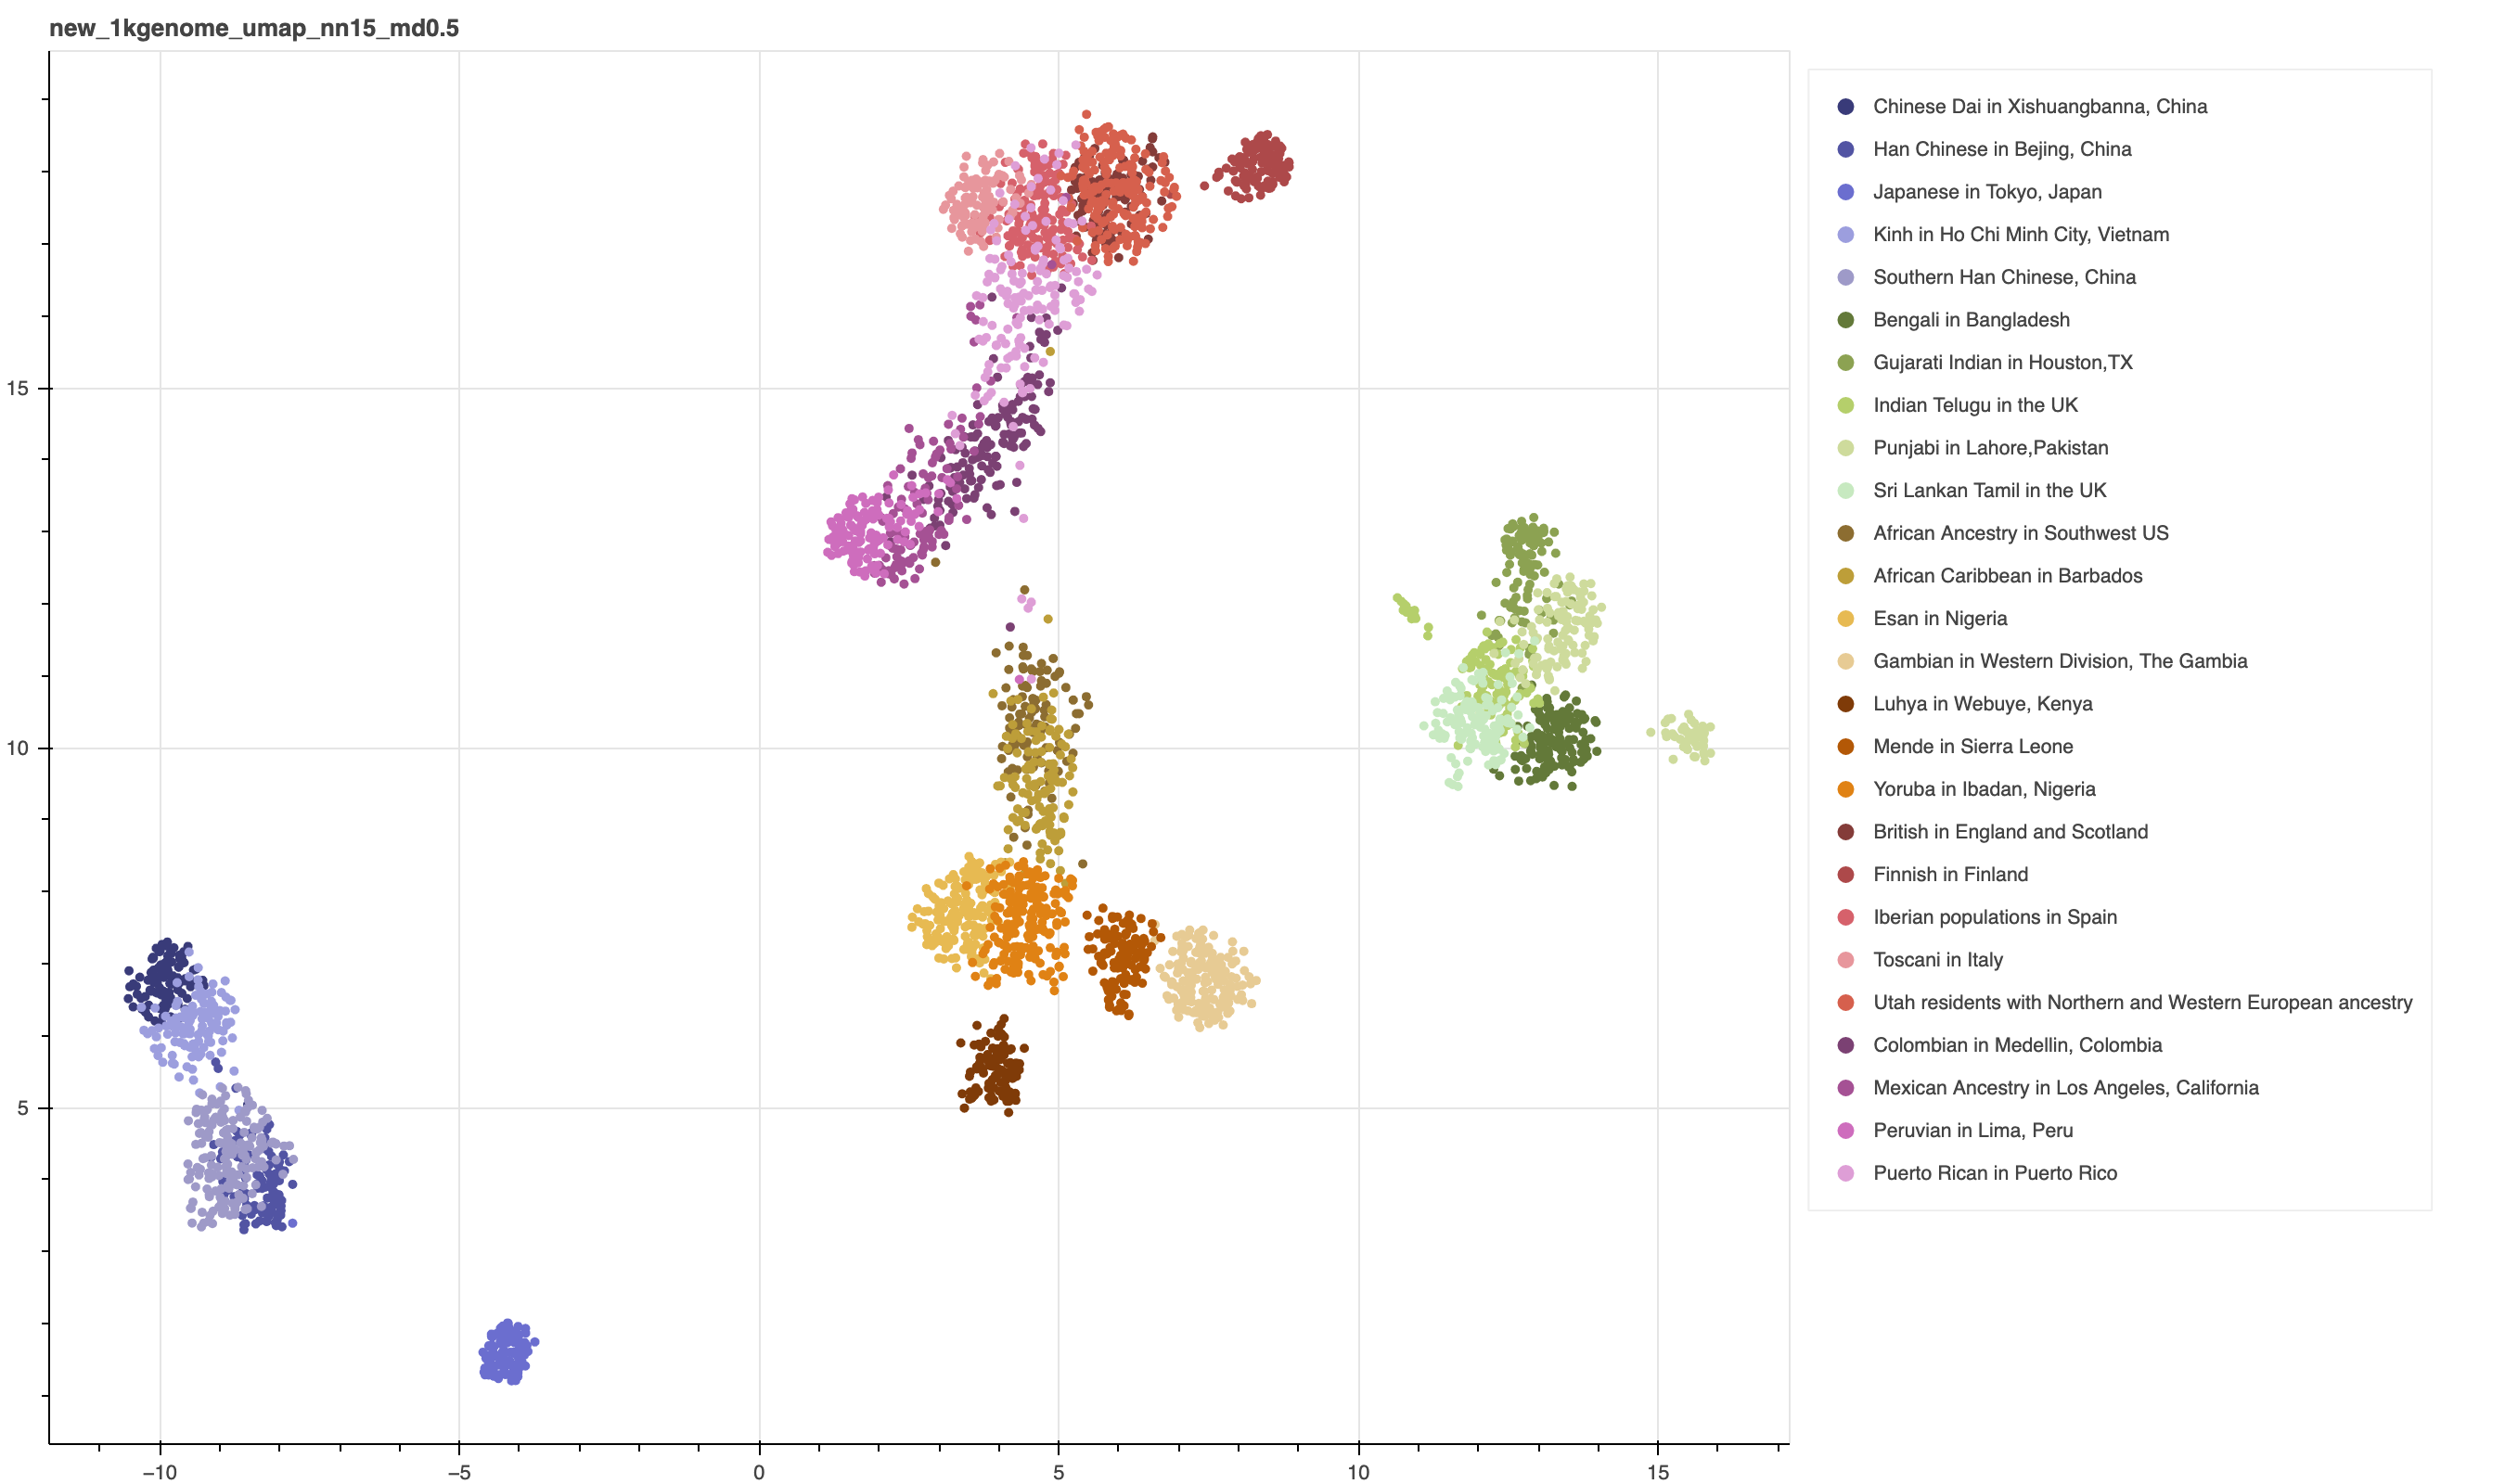 new_1kgenome_umap_nn15_md0.5
15
10
5
−10
−5
0
5
10
15
Chinese Dai in Xishuangbanna, China
Han Chinese in Bejing, China
Japanese in Tokyo, Japan
Kinh in Ho Chi Minh City, Vietnam
Southern Han Chinese, China
Bengali in Bangladesh
Gujarati Indian in Houston,TX
Indian Telugu in the UK
Punjabi in Lahore,Pakistan
Sri Lankan Tamil in the UK
African Ancestry in Southwest US
African Caribbean in Barbados
Esan in Nigeria
Gambian in Western Division, The Gambia
Luhya in Webuye, Kenya
Mende in Sierra Leone
Yoruba in Ibadan, Nigeria
British in England and Scotland
Finnish in Finland
Iberian populations in Spain
Toscani in Italy
Utah residents with Northern and Western European ancestry
Colombian in Medellin, Colombia
Mexican Ancestry in Los Angeles, California
Peruvian in Lima, Peru
Puerto Rican in Puerto Rico